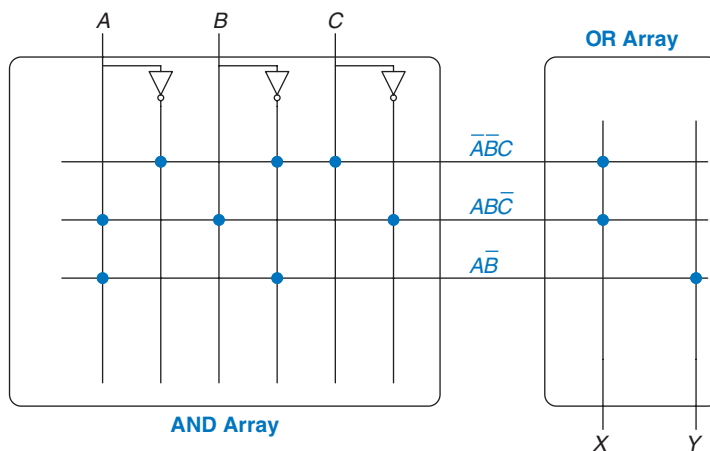 A B C
OR Array
A̅B̅C
ABC̅
AB̅
AND Array
X Y